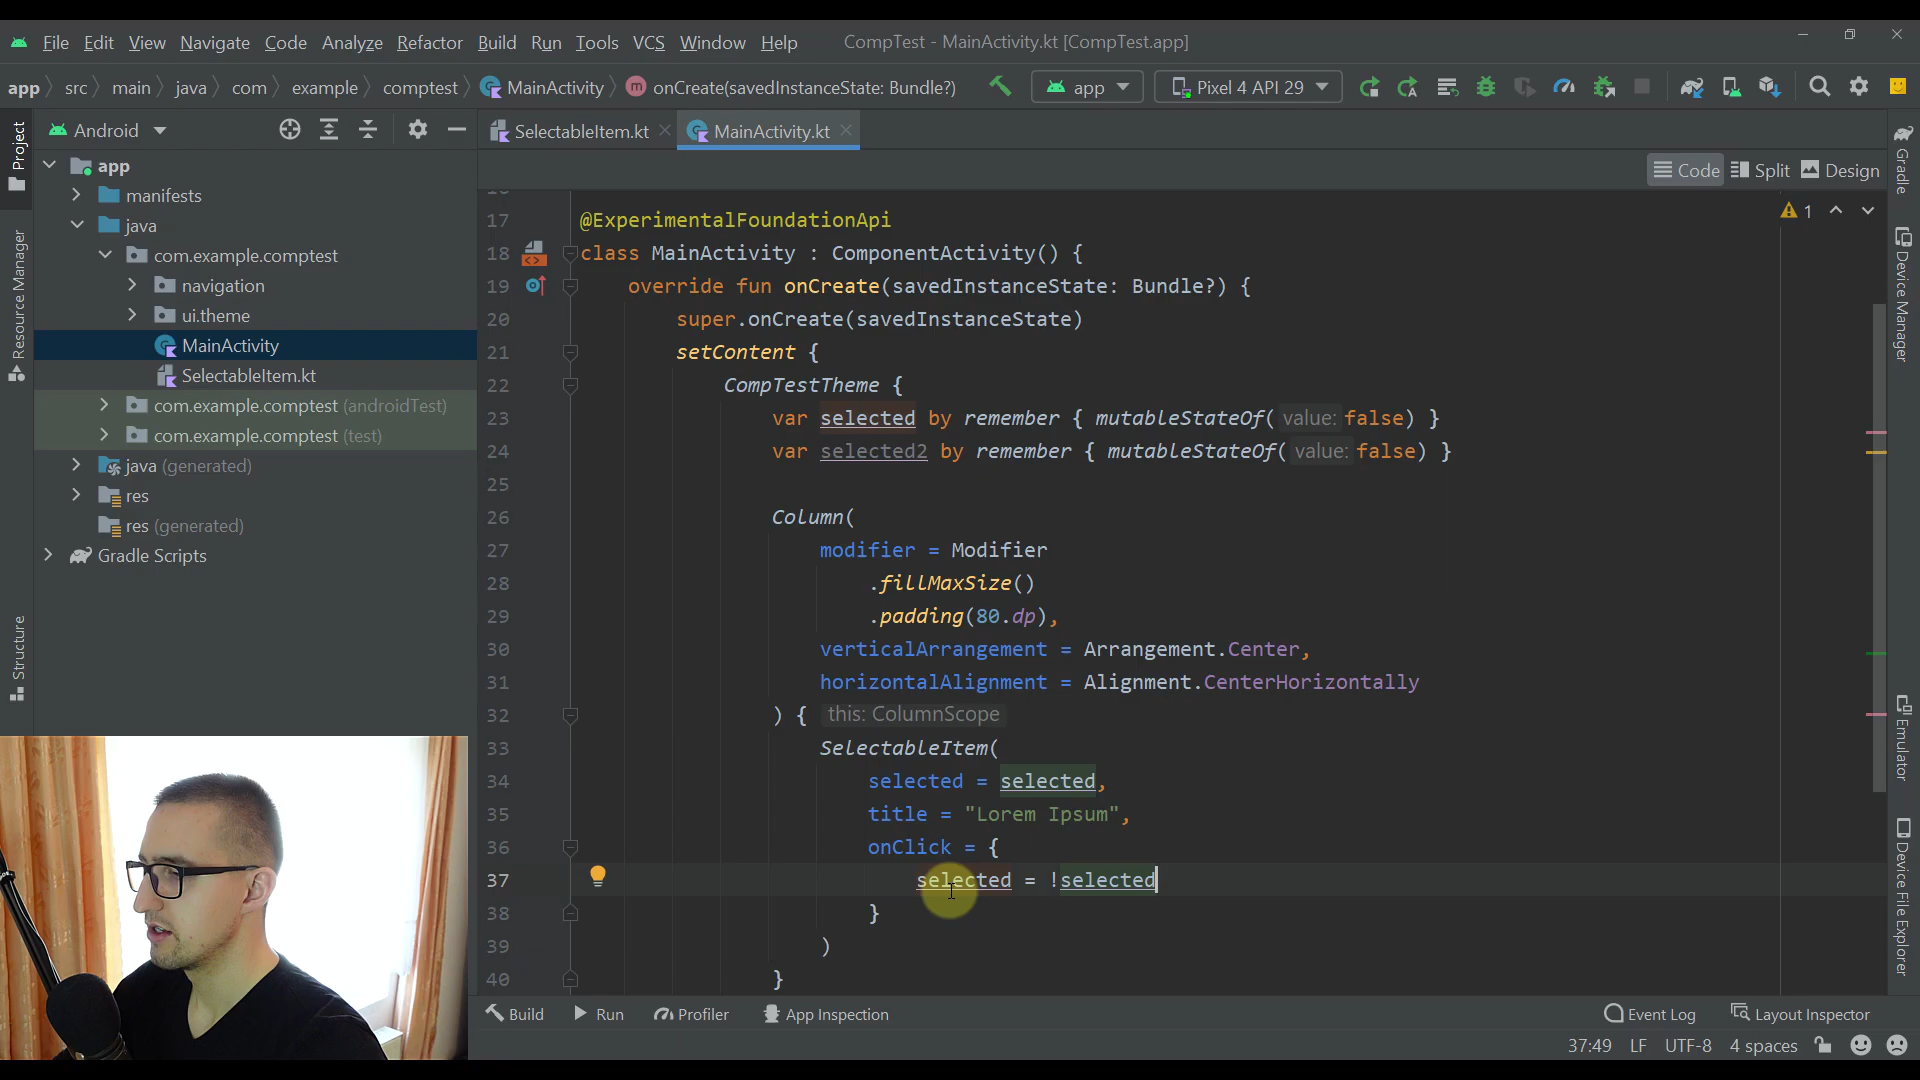 File Edit View Navigate Code Analyze Refactor Build Run Tools VCS Window Help CompTest - MainActivity.kt [CompTest.app]
app src main java com example comptest MainActivity onCreate(savedInstanceState: Bundle?) app Pixel 4 API 29
Android
SelectableItem.kt
MainActivity.kt
Code Split Design
Project
Resource Manager
Structure
app
manifests
java
com.example.comptest
navigation
ui.theme
MainActivity
SelectableItem.kt
com.example.comptest (androidTest)
com.example.comptest (test)
java (generated)
res
res (generated)
Gradle Scripts
1
17 @ExperimentalFoundationApi
18 class MainActivity : ComponentActivity() {
19 override fun onCreate(savedInstanceState: Bundle?) {
20 super.onCreate(savedInstanceState)
21 setContent {
22 CompTestTheme {
23 var selected by remember { mutableStateOf( value: false) }
24 var selected2 by remember { mutableStateOf( value: false) }
25
26 Column(
27 modifier = Modifier
28 .fillMaxSize()
29 .padding(80.dp),
30 verticalArrangement = Arrangement.Center,
31 horizontalAlignment = Alignment.CenterHorizontally
32 ) { this: ColumnScope
33 SelectableItem(
34 selected = selected,
35 title = "Lorem Ipsum",
36 onClick = {
37 selected = !selected
38 }
39 )
40 }
Gradle
Device Manager
Emulator
Device File Explorer
Build Run Profiler App Inspection Event Log Layout Inspector
37:49 LF UTF-8 4 spaces